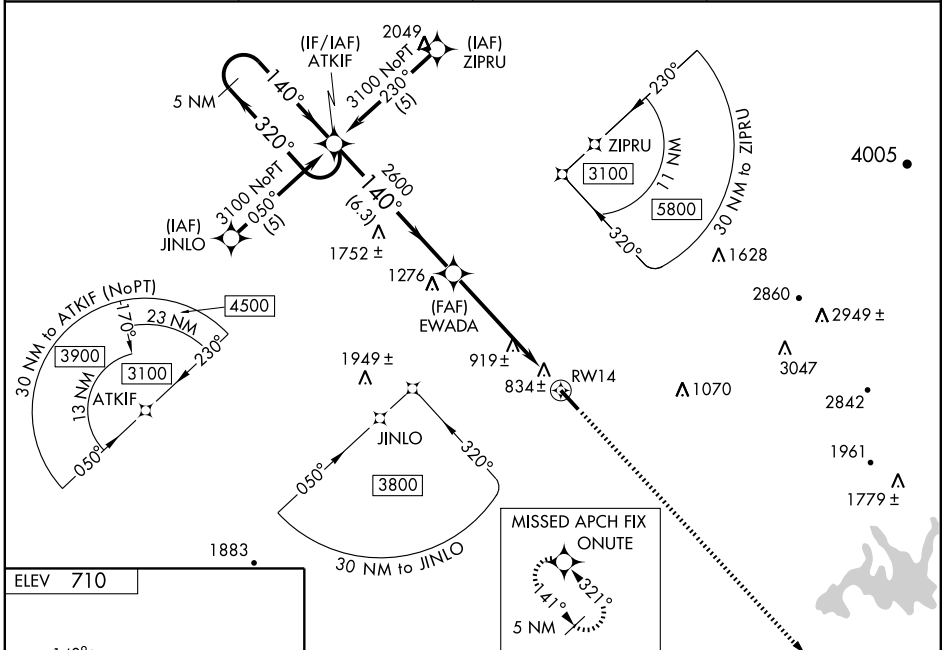 (IF/IAF)
ATKIF
2049
(IAF)
ZIPRU
3100 NoPT
230°
(5)
5 NM
140°
320°
3100 NoPT
050°
(5)
(IAF)
JINLO
2600
140°
(6.3)
1752 ±
1276
(FAF)
EWADA
919 ±
834 ±
RW14
230°
ZIPRU
3100
11 NM
5800
30 NM to ZIPRU
320°
4005
1628
2860
2949 ±
3047
1070
2842
1961
1779 ±
30 NM to ATKIF (NoPT)
4500
170°
23 NM
3900
3100
230°
13 NM
ATKIF
050°
1949 ±
JINLO
050°
320°
3800
30 NM to JINLO
1883
MISSED APCH FIX
ONUTE
141°
321°
5 NM
ELEV 710